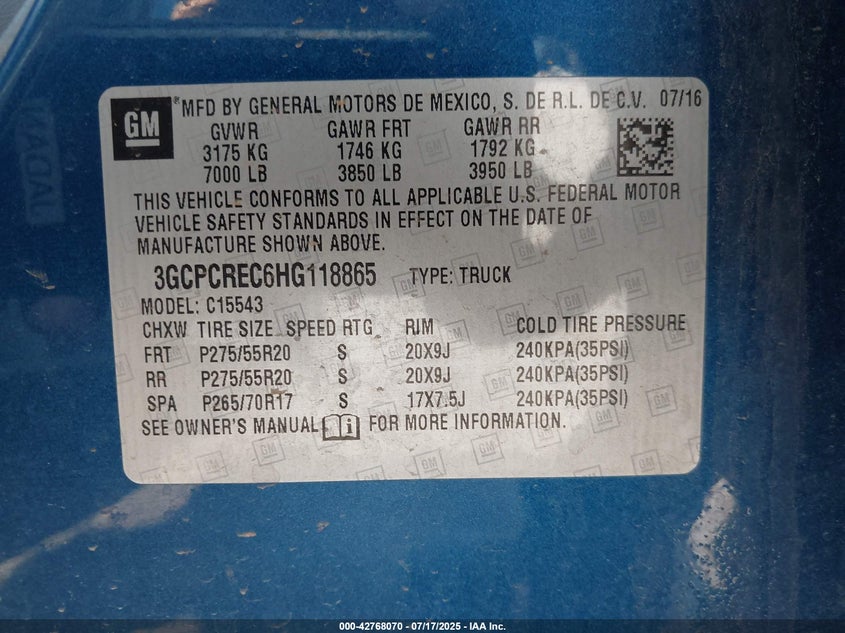 GM ® MFD BY GENERAL MOTORS DE MEXICO, S. DE R.L. DE C.V. 07/16
GVWR GAWR FRT GAWR RR
3175 KG 1746 KG 1792 KG
7000 LB 3850 LB 3950 LB
THIS VEHICLE CONFORMS TO ALL APPLICABLE U.S. FEDERAL MOTOR
VEHICLE SAFETY STANDARDS IN EFFECT ON THE DATE OF
MANUFACTURE SHOWN ABOVE.
3GCPCREC6HG118865 TYPE: TRUCK
MODEL: C15543
CHXW TIRE SIZE SPEED RTG RIM COLD TIRE PRESSURE
FRT P275/55R20 S 20X9J 240KPA(35PSI)
RR P275/55R20 S 20X9J 240KPA(35PSI)
SPA P265/70R17 S 17X7.5J 240KPA(35PSI)
SEE OWNER'S MANUAL i FOR MORE INFORMATION.
000-42768070 - 07/17/2025 - IAA Inc.